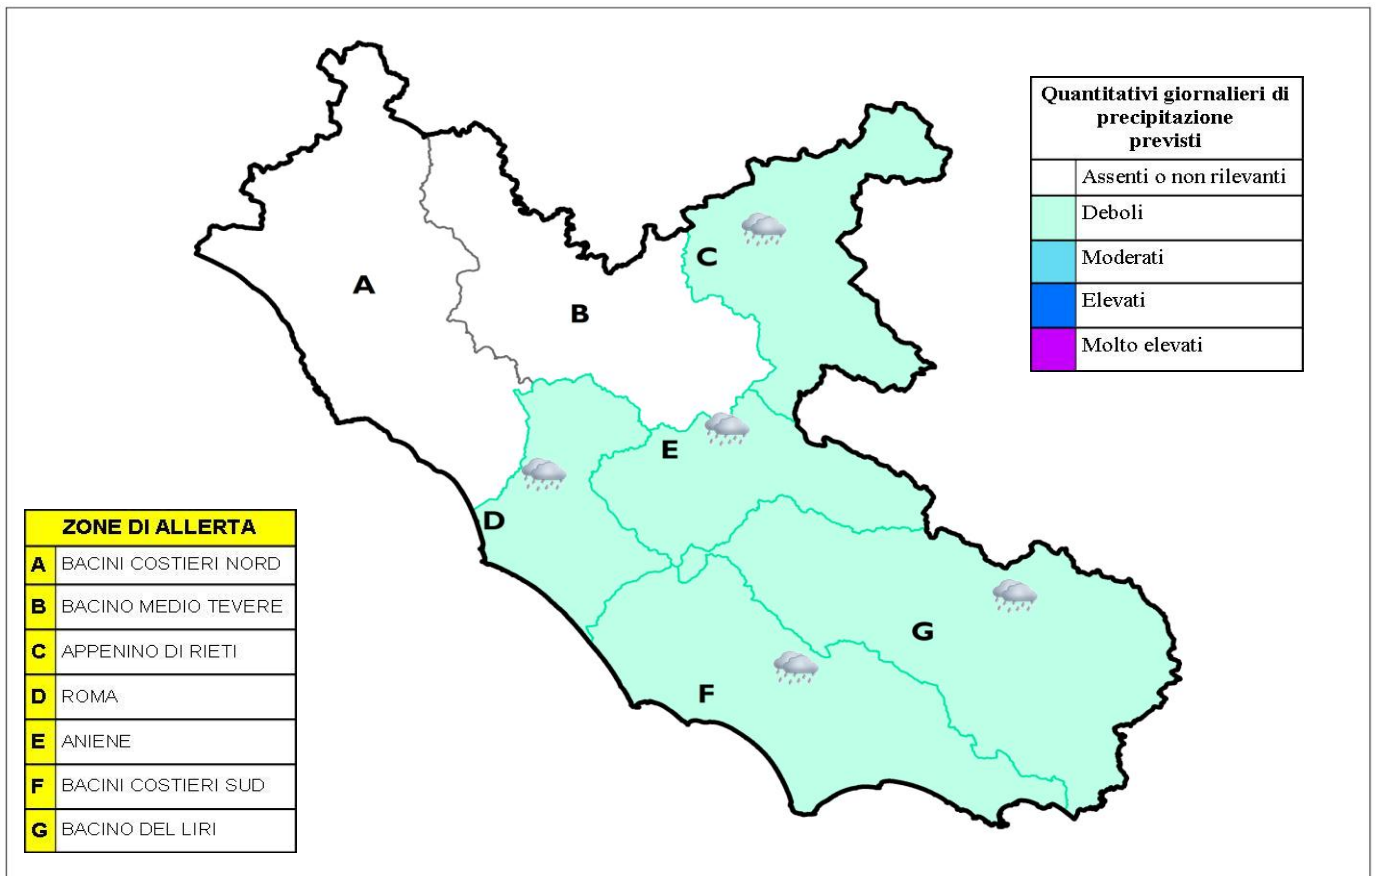 Quantitativi giornalieri di
precipitazione
previsti
Assenti o non rilevanti
Deboli
Moderati
Elevati
Molto elevati
C
A
B
E
D
G
F
ZONE DI ALLERTA
A BACINI COSTIERI NORD
B BACINO MEDIO TEVERE
C APPENINO DI RIETI
D ROMA
E ANIENE
F BACINI COSTIERI SUD
G BACINO DEL LIRI